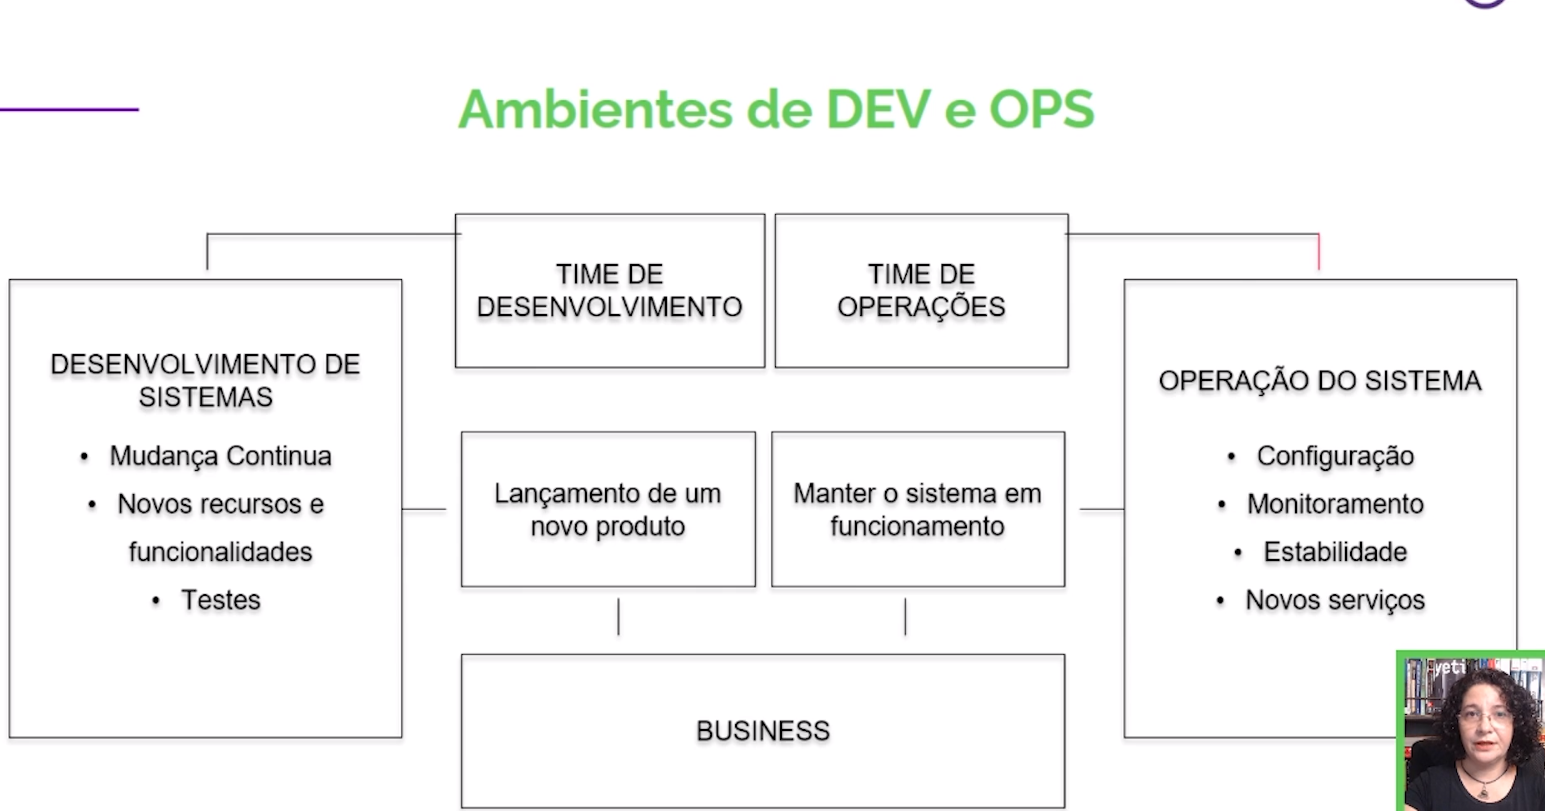 Ambientes de DEV e OPS
TIME DE
DESENVOLVIMENTO
TIME DE
OPERAÇÕES
DESENVOLVIMENTO DE
SISTEMAS
• Mudança Continua
• Novos recursos e
funcionalidades
• Testes
Lançamento de um
novo produto
Manter o sistema em
funcionamento
OPERAÇÃO DO SISTEMA
• Configuração
• Monitoramento
• Estabilidade
• Novos serviços
BUSINESS
yeti